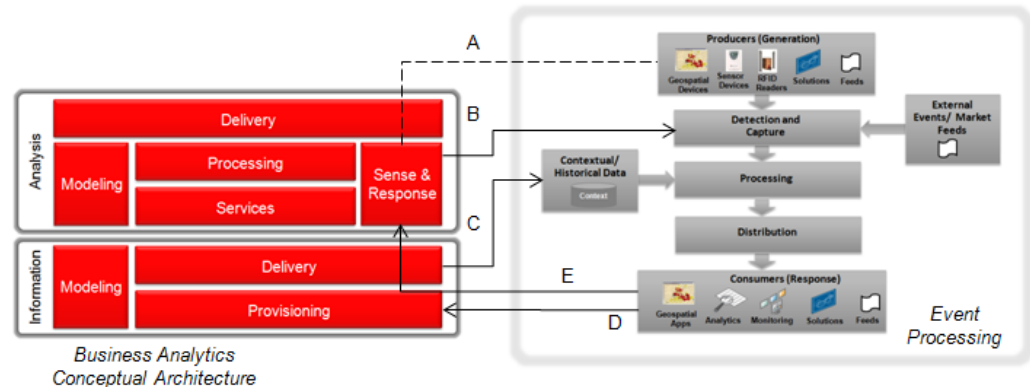 A
B
C
E
D
Analysis
Delivery
Modeling
Processing
Services
Sense &
Response
Information
Modeling
Delivery
Provisioning
Business Analytics
Conceptual Architecture
Producers (Generation)
Geospatial
Devices
Sensor
Devices
RFID
Readers
Solutions
Feeds
Detection and
Capture
External
Events/ Market
Feeds
Contextual/
Historical Data
Context
Processing
Distribution
Consumers (Response)
Geospatial
Apps
Analytics
Monitoring
Solutions
Feeds
Event
Processing